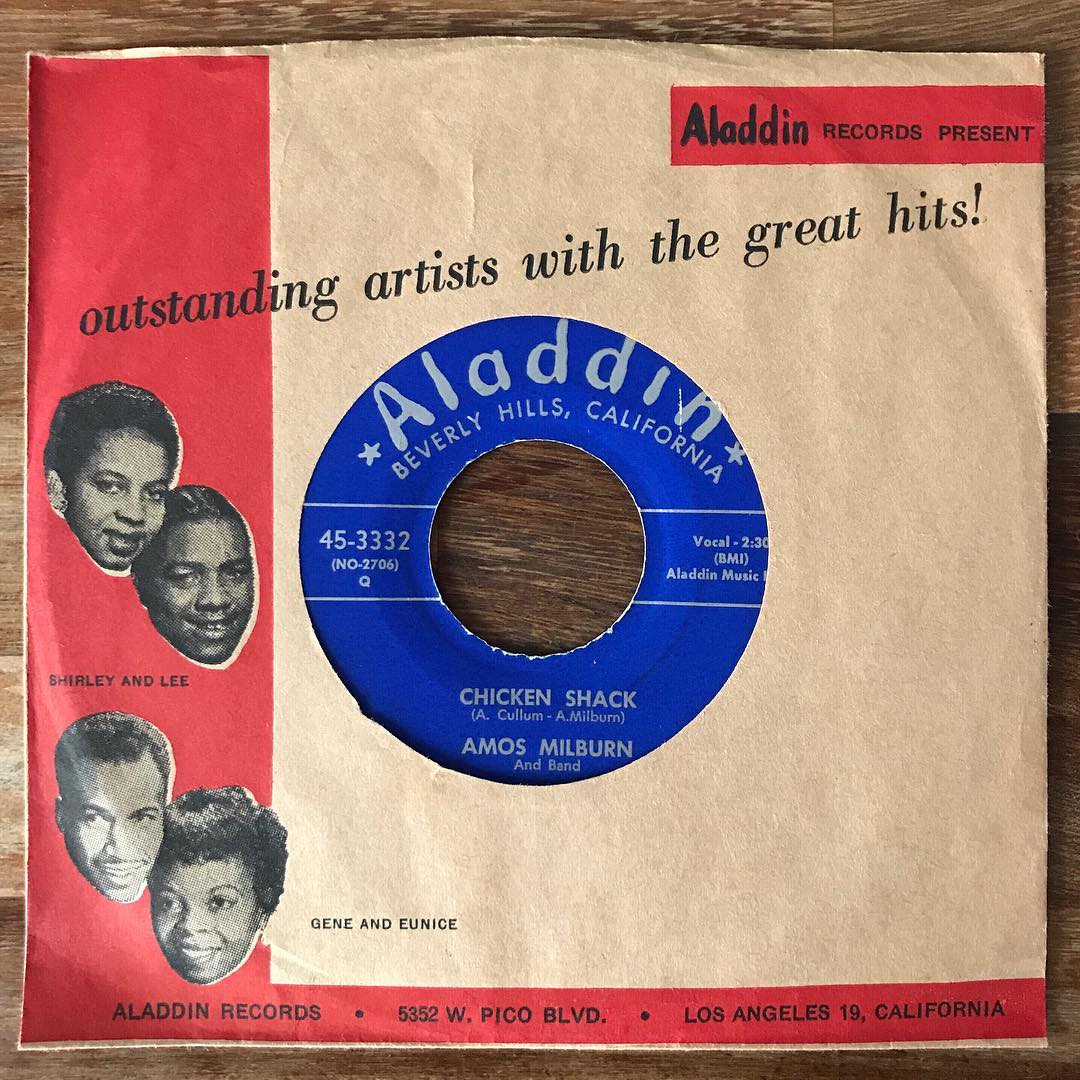 Aladdin RECORDS PRESENT
outstanding artists with the great hits!
Aladdin
BEVERLY HILLS, CALIFORNIA
45-3332
(NO-2706)
Q
Vocal - 2:30
(BMI)
Aladdin Music
CHICKEN SHACK
(A. Cullum - A.Milburn)
AMOS MILBURN
And Band
SHIRLEY AND LEE
GENE AND EUNICE
ALADDIN RECORDS • 5352 W. PICO BLVD. • LOS ANGELES 19, CALIFORNIA